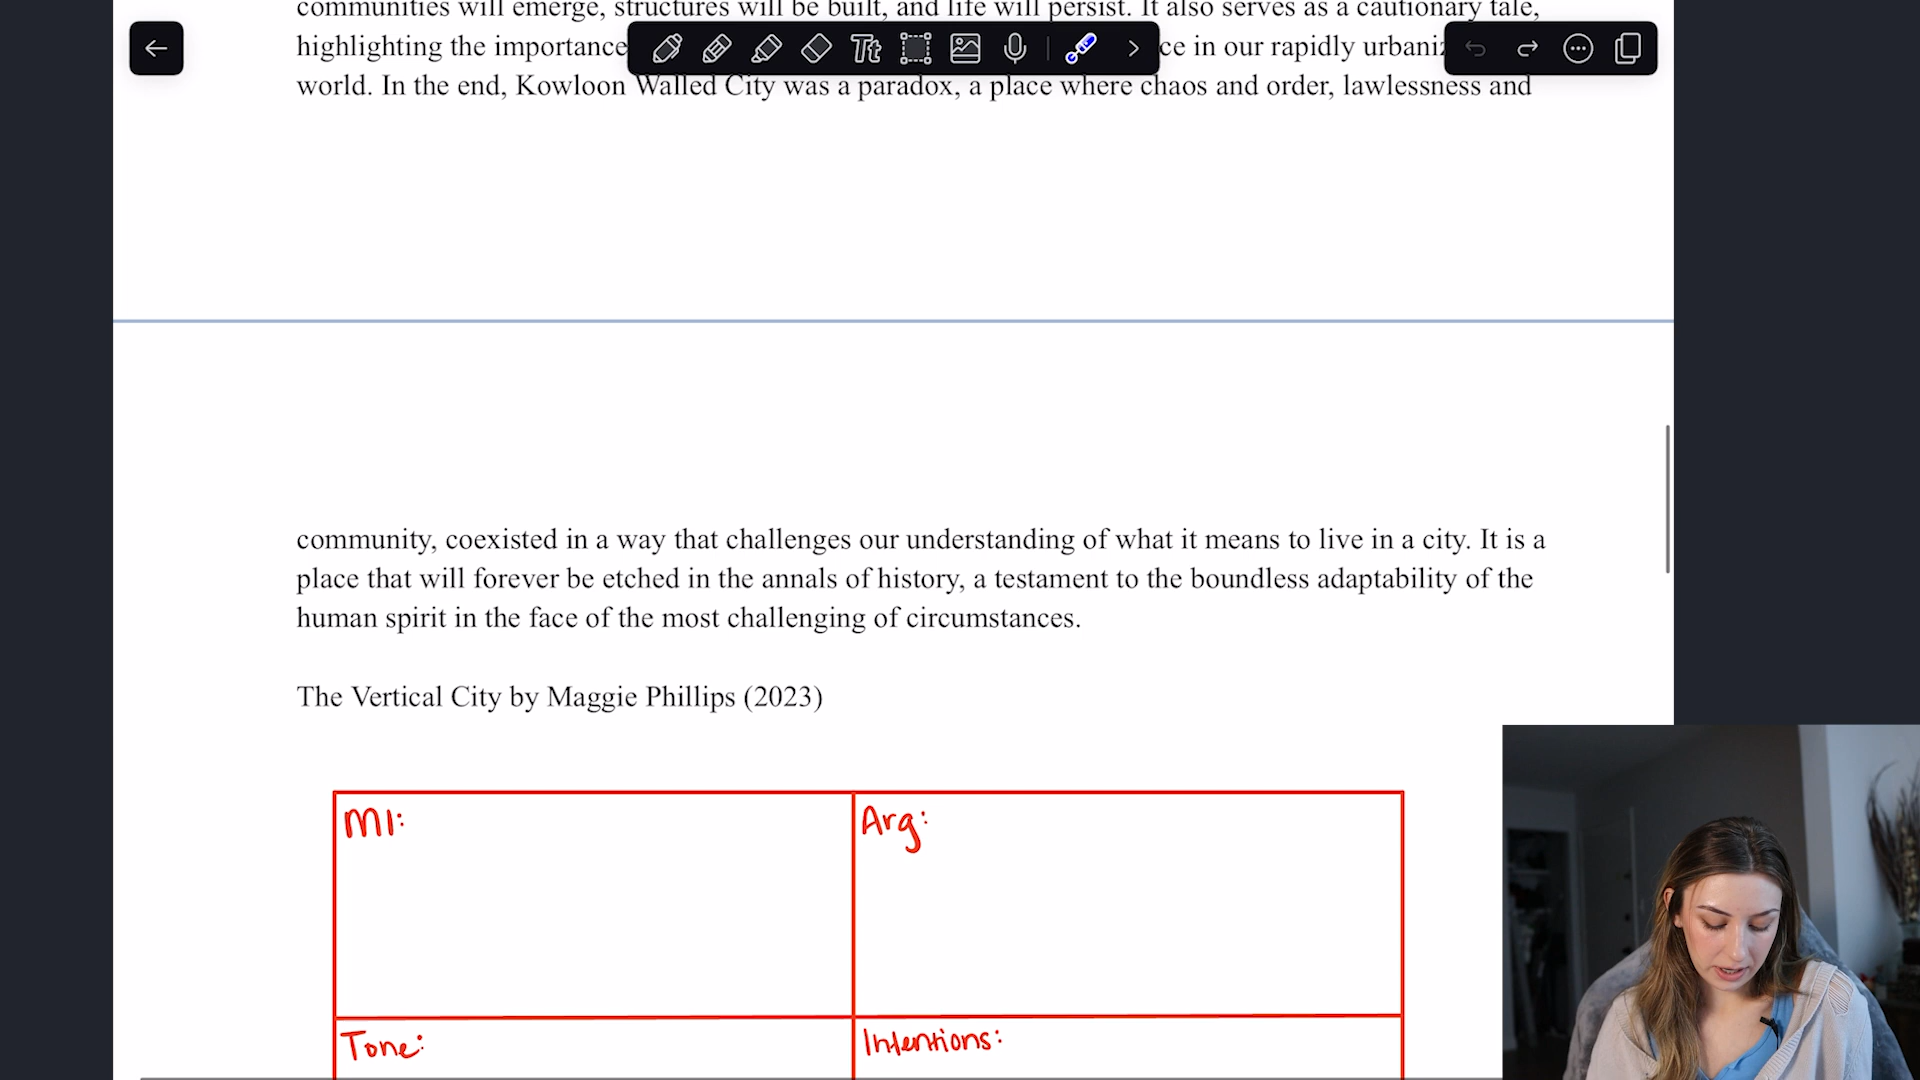 communities will emerge, structures will be built, and life will persist. It also serves as a cautionary tale,
highlighting the importance ce in our rapidly urbani
world. In the end, Kowloon Walled City was a paradox, a place where chaos and order, lawlessness and
community, coexisted in a way that challenges our understanding of what it means to live in a city. It is a
place that will forever be etched in the annals of history, a testament to the boundless adaptability of the
human spirit in the face of the most challenging of circumstances.
The Vertical City by Maggie Phillips (2023)
MI: Arg:
Tone: Intentions: